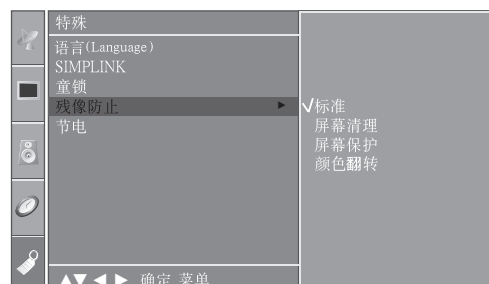 特殊
语言(Language)
SIMPLINK
童锁
残像防止 ►
节电
√标准
屏幕清理
屏幕保护
颜色翻转
▲▼◄► 确定 菜单